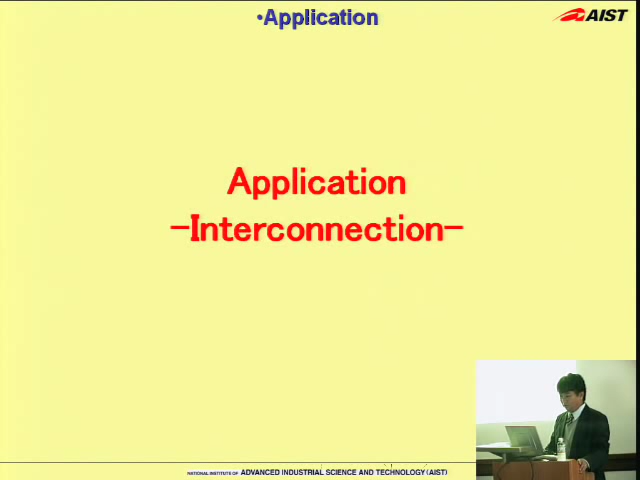 •Application
AIST
Application
-Interconnection-
NATIONAL INSTITUTE OF ADVANCED INDUSTRIAL SCIENCE AND TECHNOLOGY (AIST)